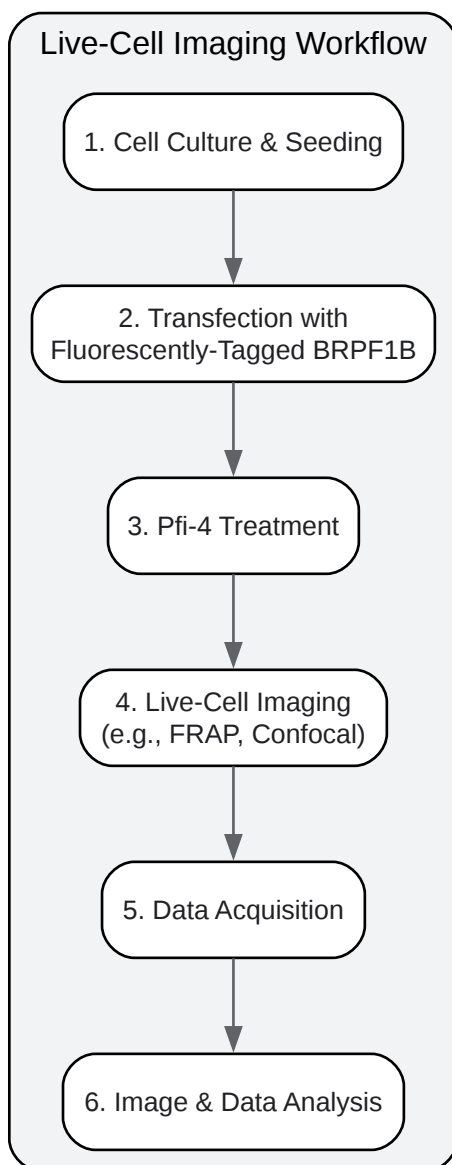 Live-Cell Imaging Workflow
1. Cell Culture & Seeding
2. Transfection with
Fluorescently-Tagged BRPF1B
3. Pfi-4 Treatment
4. Live-Cell Imaging
(e.g., FRAP, Confocal)
5. Data Acquisition
6. Image & Data Analysis